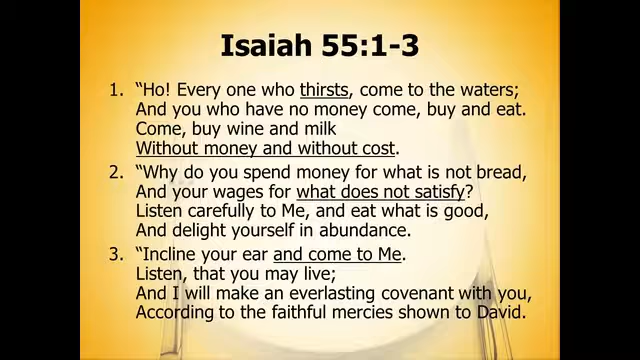 Isaiah 55:1-3
1. “Ho! Every one who thirsts, come to the waters;
And you who have no money come, buy and eat.
Come, buy wine and milk
Without money and without cost.
2. “Why do you spend money for what is not bread,
And your wages for what does not satisfy?
Listen carefully to Me, and eat what is good,
And delight yourself in abundance.
3. “Incline your ear and come to Me.
Listen, that you may live;
And I will make an everlasting covenant with you,
According to the faithful mercies shown to David.